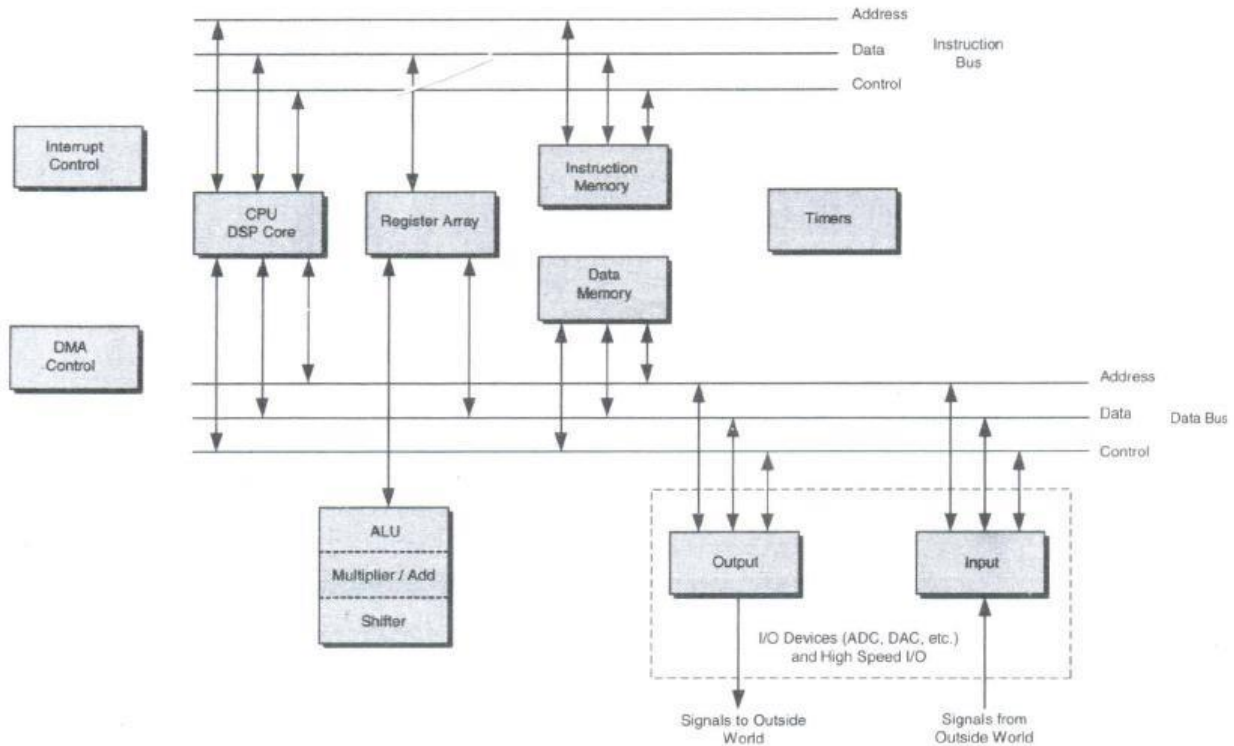 Address
Data
Instruction
Bus
Control
Interrupt
Control
Instruction
Memory
CPU
DSP Core
Register Array
Timers
Data
Memory
DMA
Control
Address
Data
Data Bus
Control
ALU
Multiplier / Add
Shifter
Output
Input
I/O Devices (ADC, DAC, etc.)
and High Speed I/O
Signals to Outside
World
Signals from
Outside World